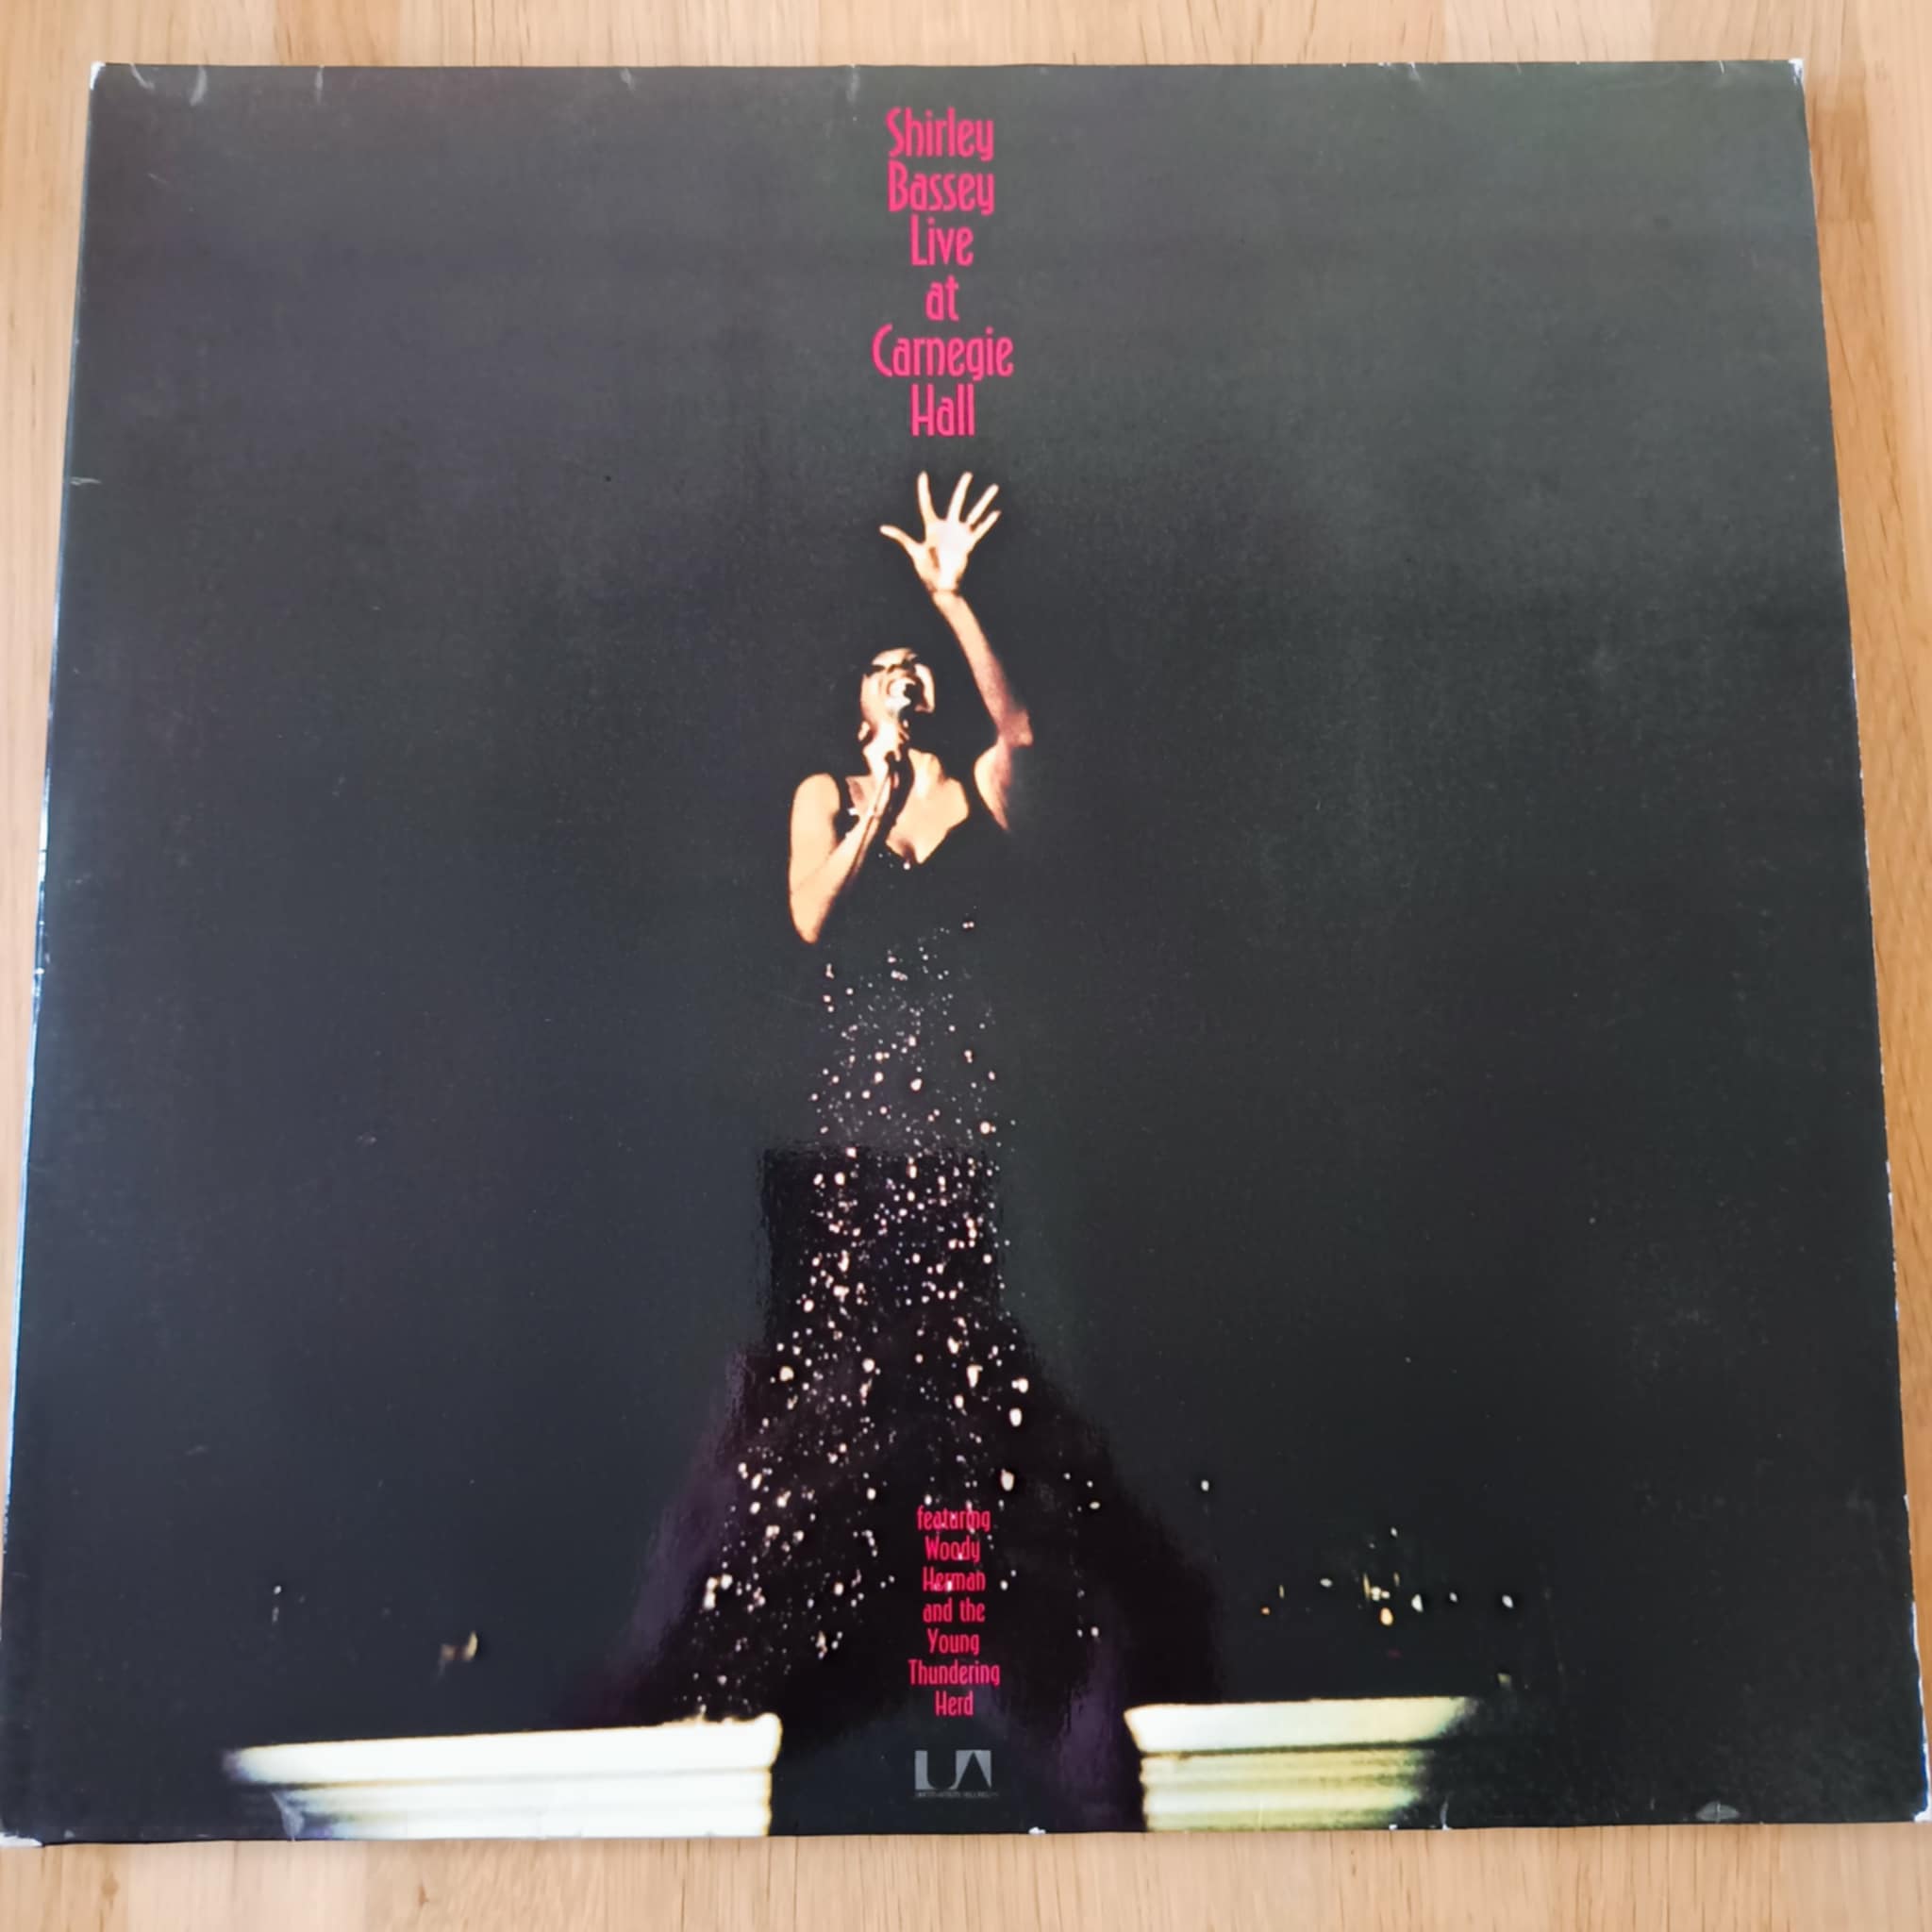 Shirley
Bassey
Live
at
Carnegie
Hall
featuring
Woody
Herman
and the
Young
Thundering
Herd
UA